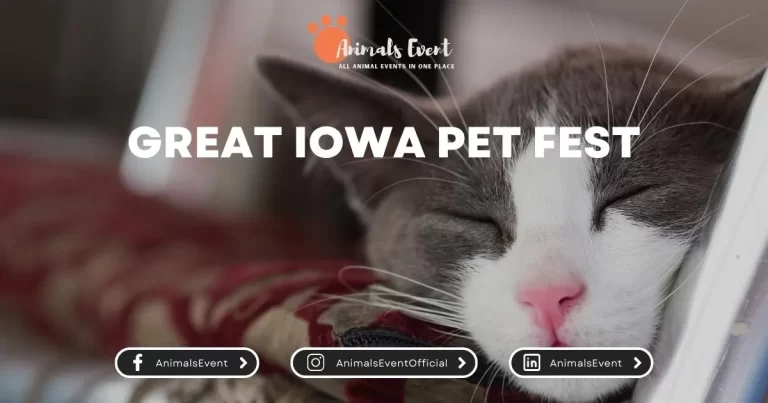 Animals Event
ALL ANIMAL EVENTS IN ONE PLACE
GREAT IOWA PET FEST
AnimalsEvent
AnimalsEventOfficial
AnimalsEvent